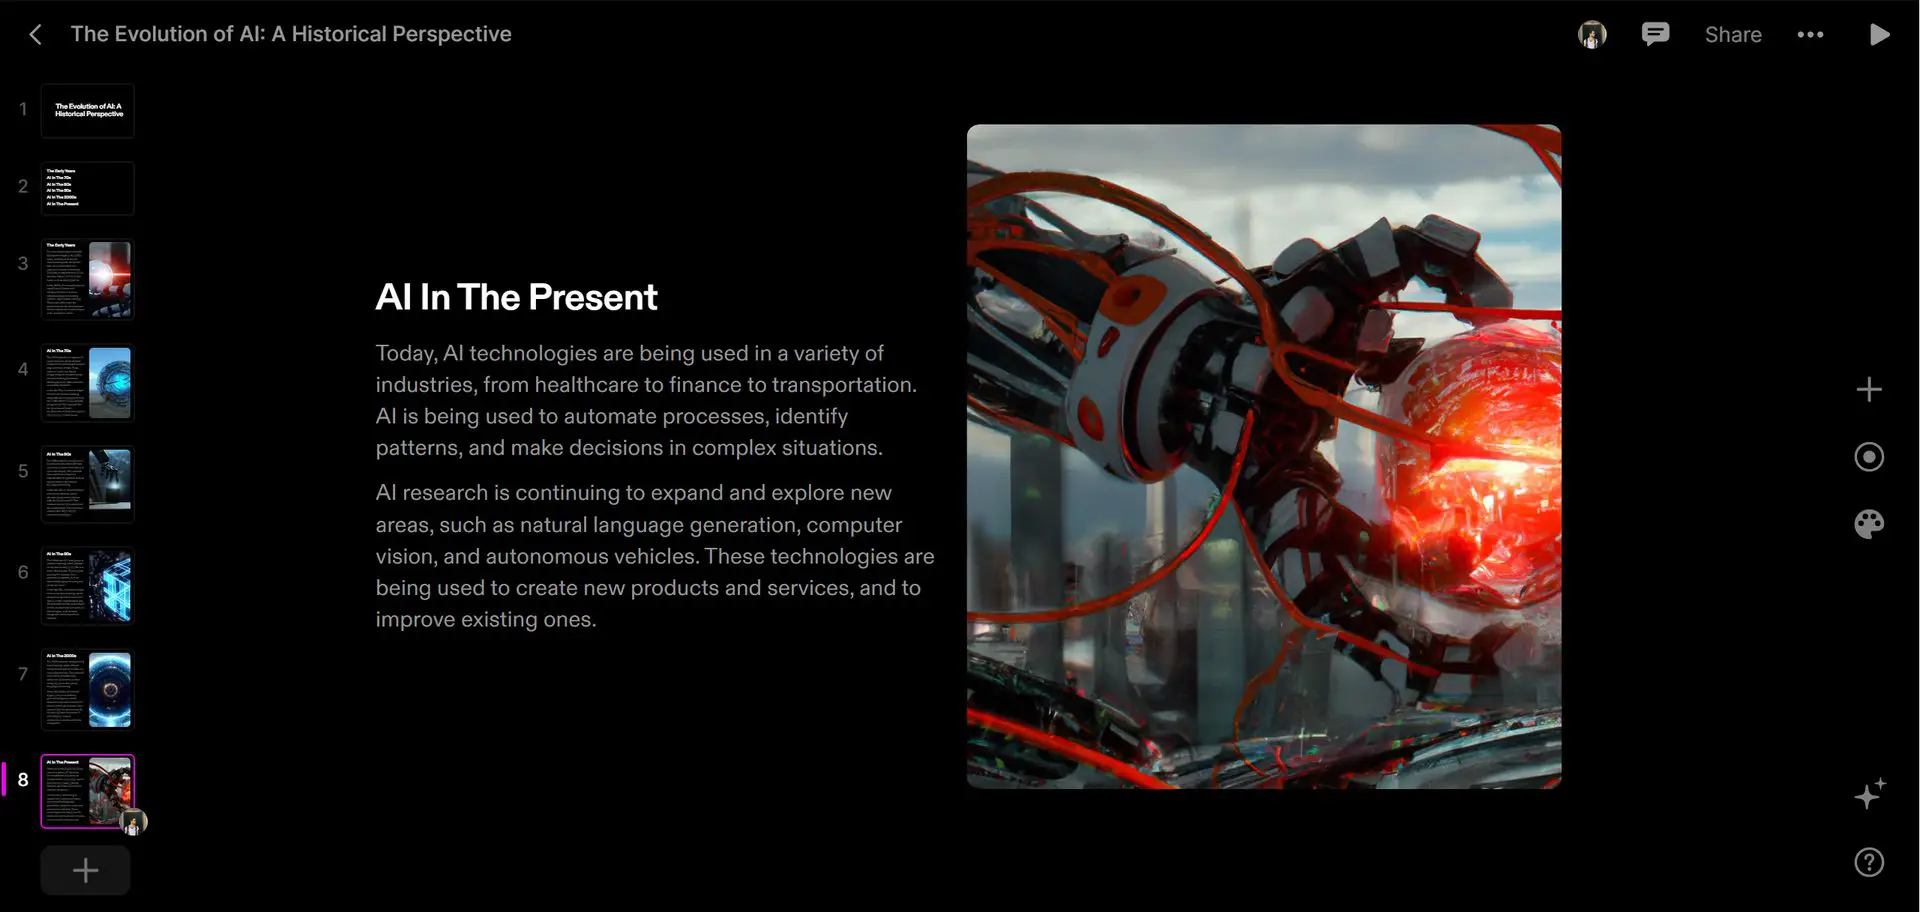 The Evolution of AI: A Historical Perspective
Share
1
The Evolution of AI: A
Historical Perspective
2
The Early Years
AI In The 70s
AI In The 80s
AI In The 90s
AI In The 2000s
AI In The Present
3
The Early Years
4
AI In The 70s
5
AI In The 80s
6
AI In The 90s
7
AI In The 2000s
8
AI In The Present
AI In The Present
Today, AI technologies are being used in a variety of
industries, from healthcare to finance to transportation.
AI is being used to automate processes, identify
patterns, and make decisions in complex situations.
AI research is continuing to expand and explore new
areas, such as natural language generation, computer
vision, and autonomous vehicles. These technologies are
being used to create new products and services, and to
improve existing ones.